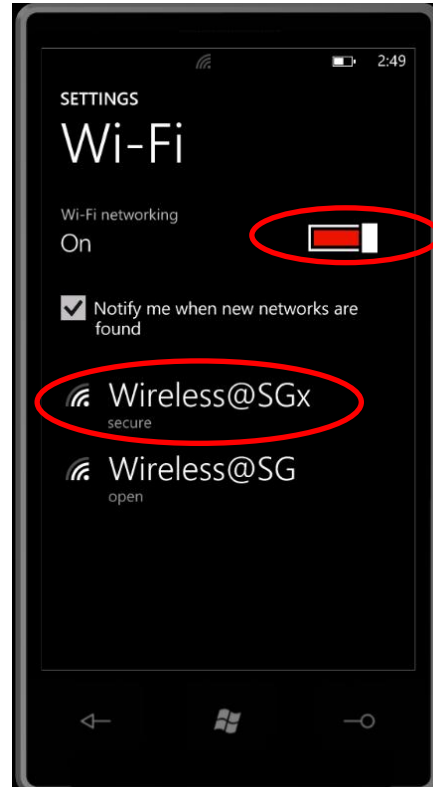 2:49
SETTINGS
Wi-Fi
Wi-Fi networking
On
Notify me when new networks are
found
Wireless@SGx
secure
Wireless@SG
open